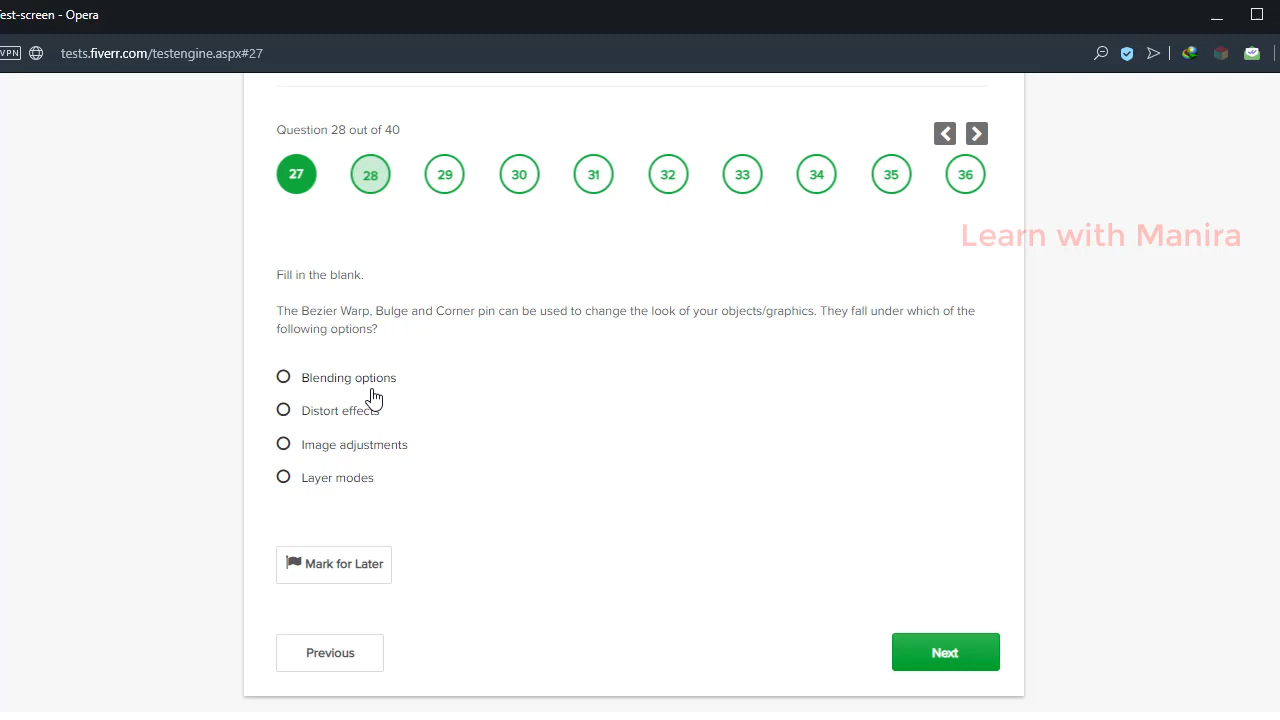 Test-screen - Opera
VPN
tests.fiverr.com/testengine.aspx#27
Question 28 out of 40
27 28 29 30 31 32 33 34 35 36
Learn with Manira
Fill in the blank.
The Bezier Warp, Bulge and Corner pin can be used to change the look of your objects/graphics. They fall under which of the
following options?
Blending options
Distort effects
Image adjustments
Layer modes
Mark for Later
Previous
Next